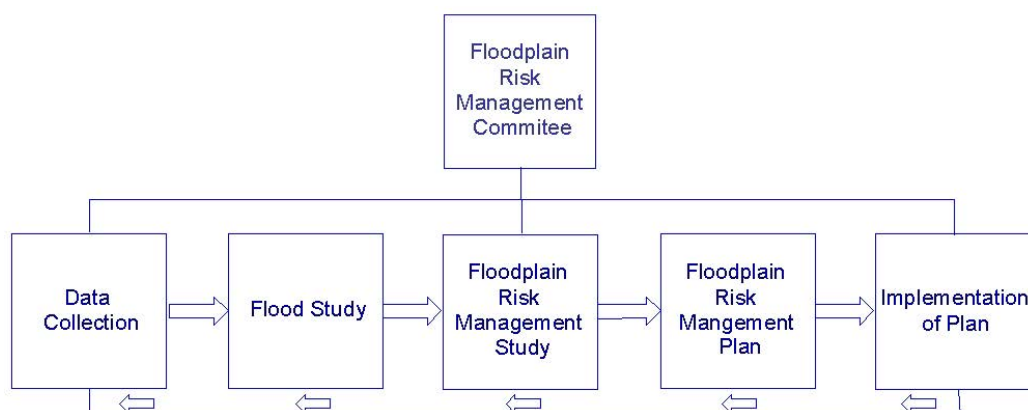 Floodplain
Risk
Management
Commitee
Data
Collection
Flood Study
Floodplain
Risk
Management
Study
Floodplain
Risk
Mangement
Plan
Implementation
of Plan